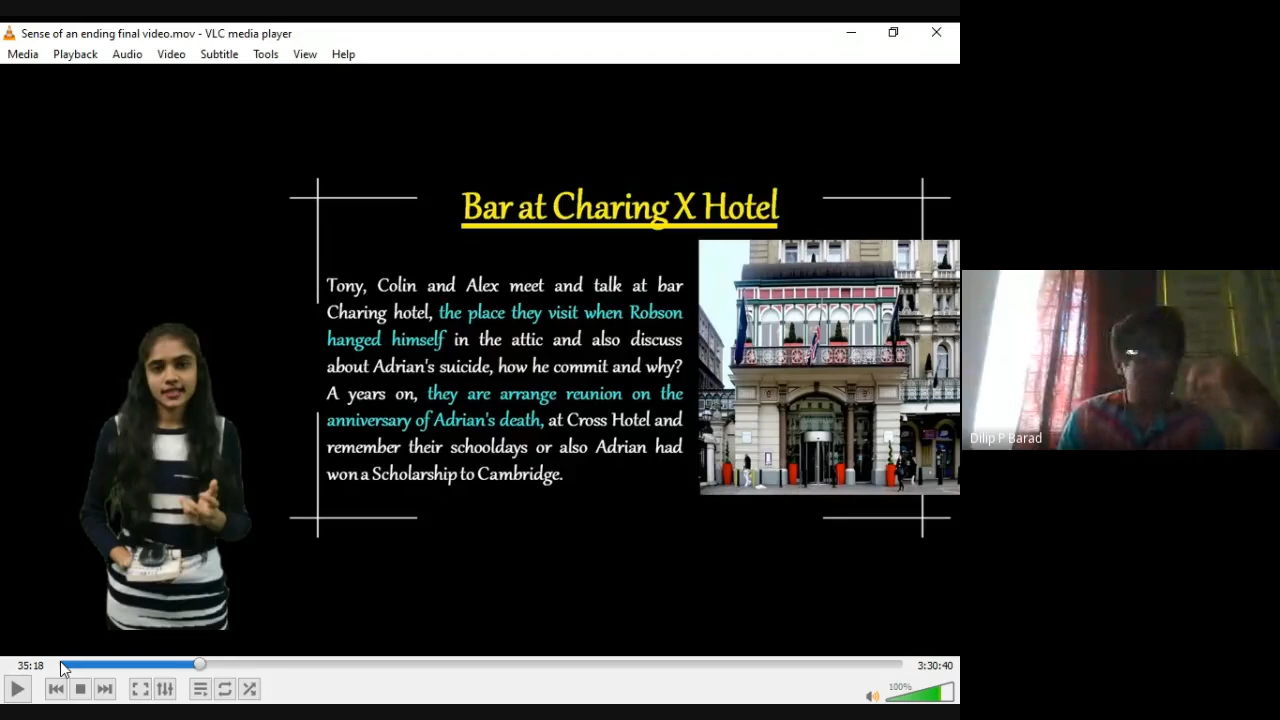 Sense of an ending final video.mov - VLC media player
Media Playback Audio Video Subtitle Tools View Help
Bar at Charing X Hotel
Tony, Colin and Alex meet and talk at bar
Charing hotel, the place they visit when Robson
hanged himself in the attic and also discuss
about Adrian's suicide, how he commit and why?
A years on, they are arrange reunion on the
anniversary of Adrian's death, at Cross Hotel and
remember their schooldays or also Adrian had
won a Scholarship to Cambridge.
Dilip P Barad
35:18
3:30:40
100%